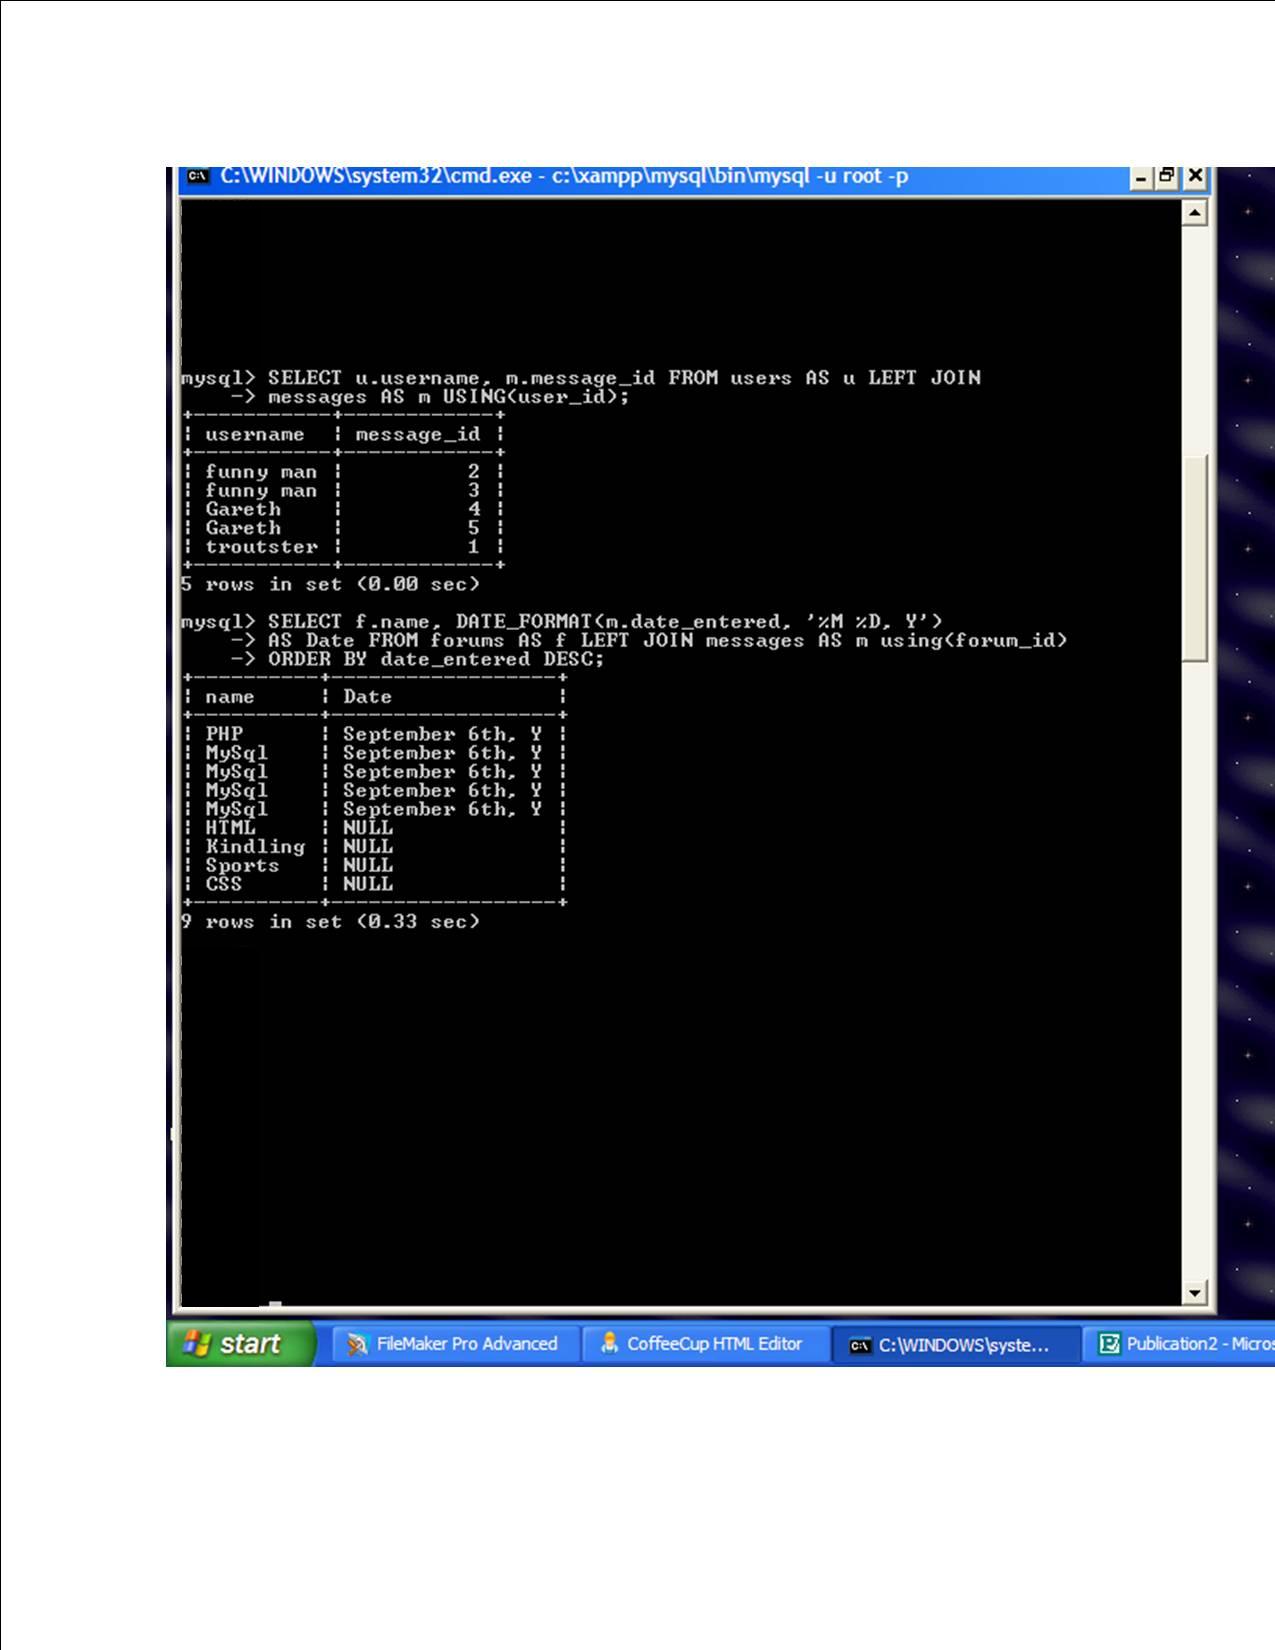 C:\WINDOWS\system32\cmd.exe - c:\xampp\mysql\bin\mysql -u root -p
mysql> SELECT u.username, m.message_id FROM users AS u LEFT JOIN
    -> messages AS m USING(user_id);
+-----------+------------+
| username  | message_id |
+-----------+------------+
| funny man |          2 |
| funny man |          3 |
| Gareth    |          4 |
| Gareth    |          5 |
| troutster |          1 |
+-----------+------------+
5 rows in set (0.00 sec)
mysql> SELECT f.name, DATE_FORMAT(m.date_entered, '%M %D, Y')
    -> AS Date FROM forums AS f LEFT JOIN messages AS m using(forum_id)
    -> ORDER BY date_entered DESC;
+----------+------------------+
| name     | Date             |
+----------+------------------+
| PHP      | September 6th, Y |
| MySql    | September 6th, Y |
| MySql    | September 6th, Y |
| MySql    | September 6th, Y |
| MySql    | September 6th, Y |
| HTML     | NULL             |
| Kindling | NULL             |
| Sports   | NULL             |
| CSS      | NULL             |
+----------+------------------+
9 rows in set (0.33 sec)
start FileMaker Pro Advanced CoffeeCup HTML Editor C:\WINDOWS\syste... Publication2 - Micros